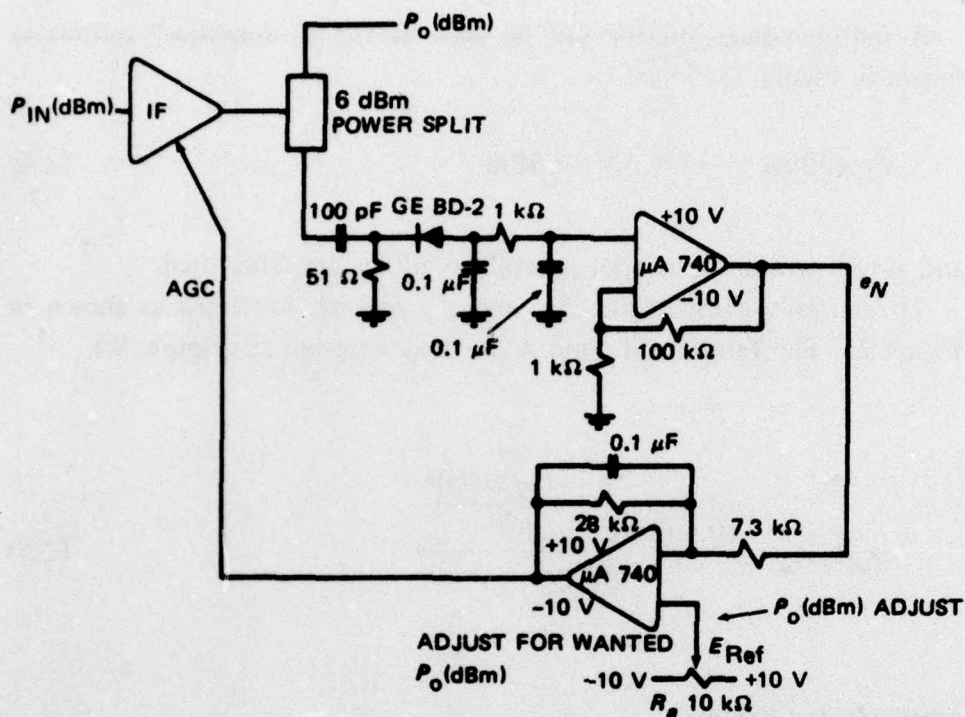 P_o(dBm)
P_IN(dBm)
IF
6 dBm
POWER SPLIT
100 pF
GE BD-2
1 kΩ
+10 V
μA 740
-10 V
e_N
AGC
51 Ω
0.1 μF
0.1 μF
100 kΩ
1 kΩ
0.1 μF
28 kΩ
7.3 kΩ
+10 V
μA 740
-10 V
P_o(dBm) ADJUST
ADJUST FOR WANTED
P_o(dBm)
E_Ref
-10 V
+10 V
10 kΩ